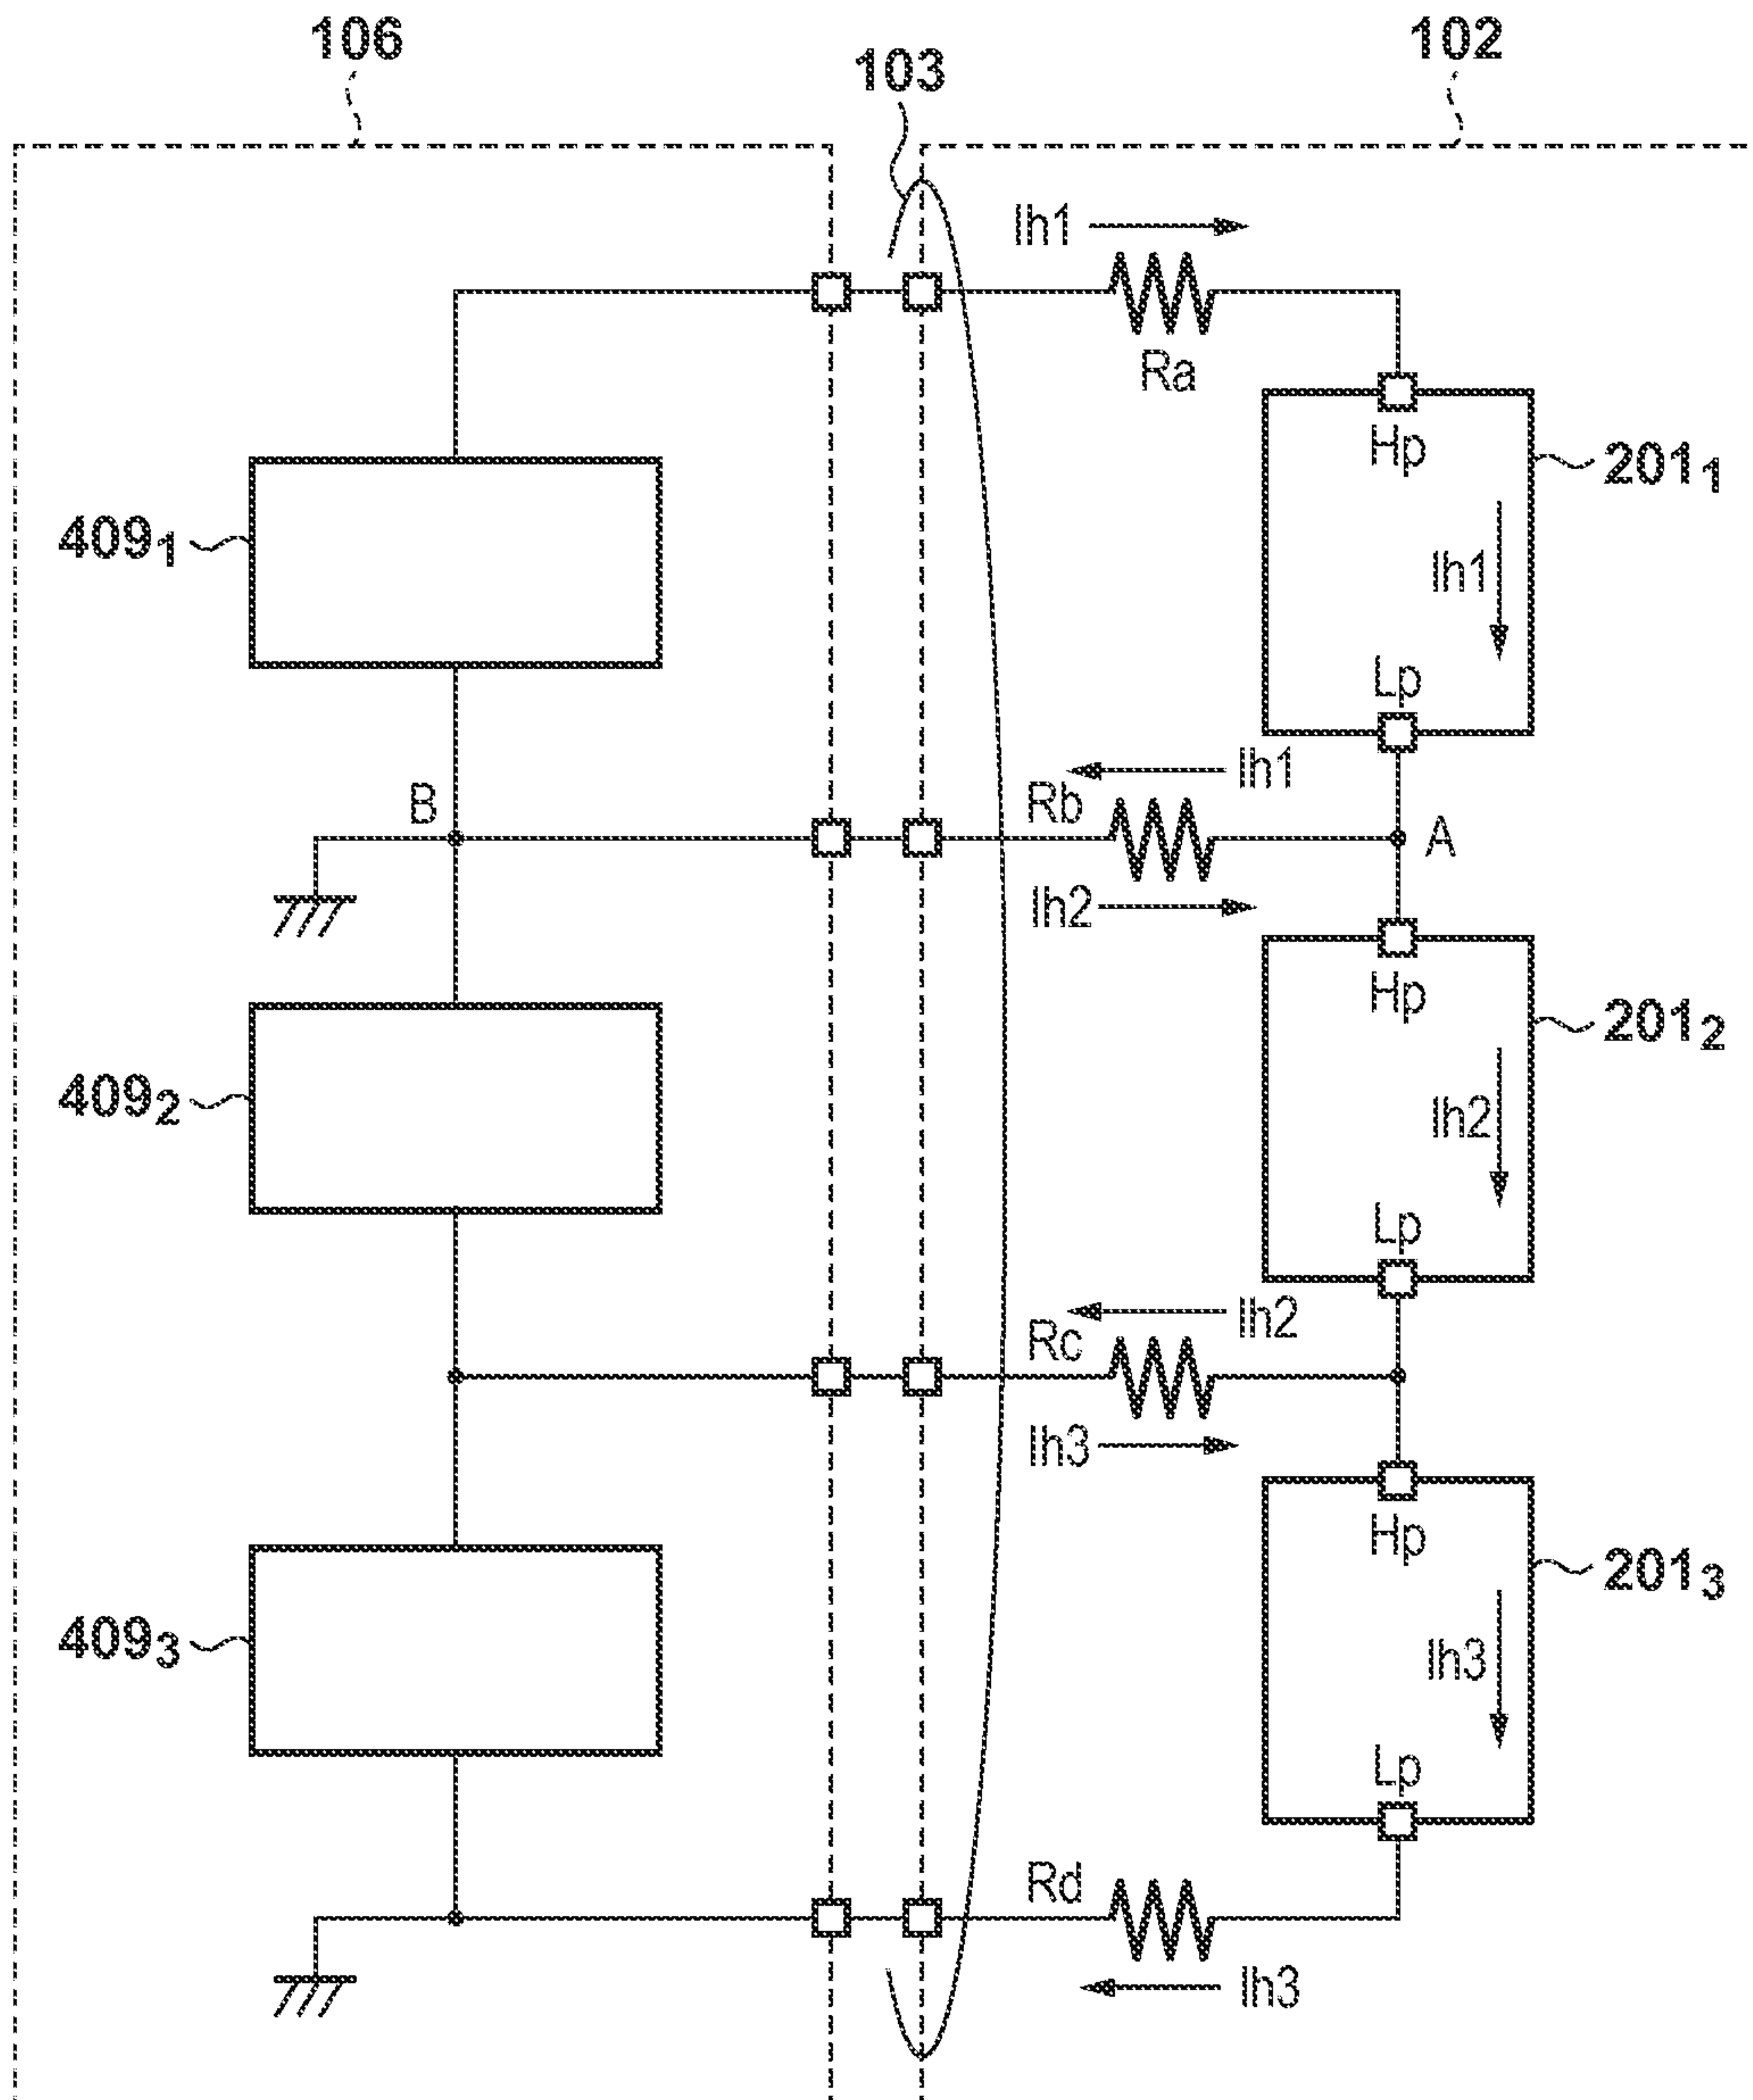 106
103
102
Ih1
Ra
Hp
201₁
409₁
Ih1
Lp
Ih1
B
Rb
A
Ih2
Hp
201₂
409₂
Ih2
Lp
Ih2
Rc
Ih3
Hp
201₃
409₃
Ih3
Lp
Rd
Ih3